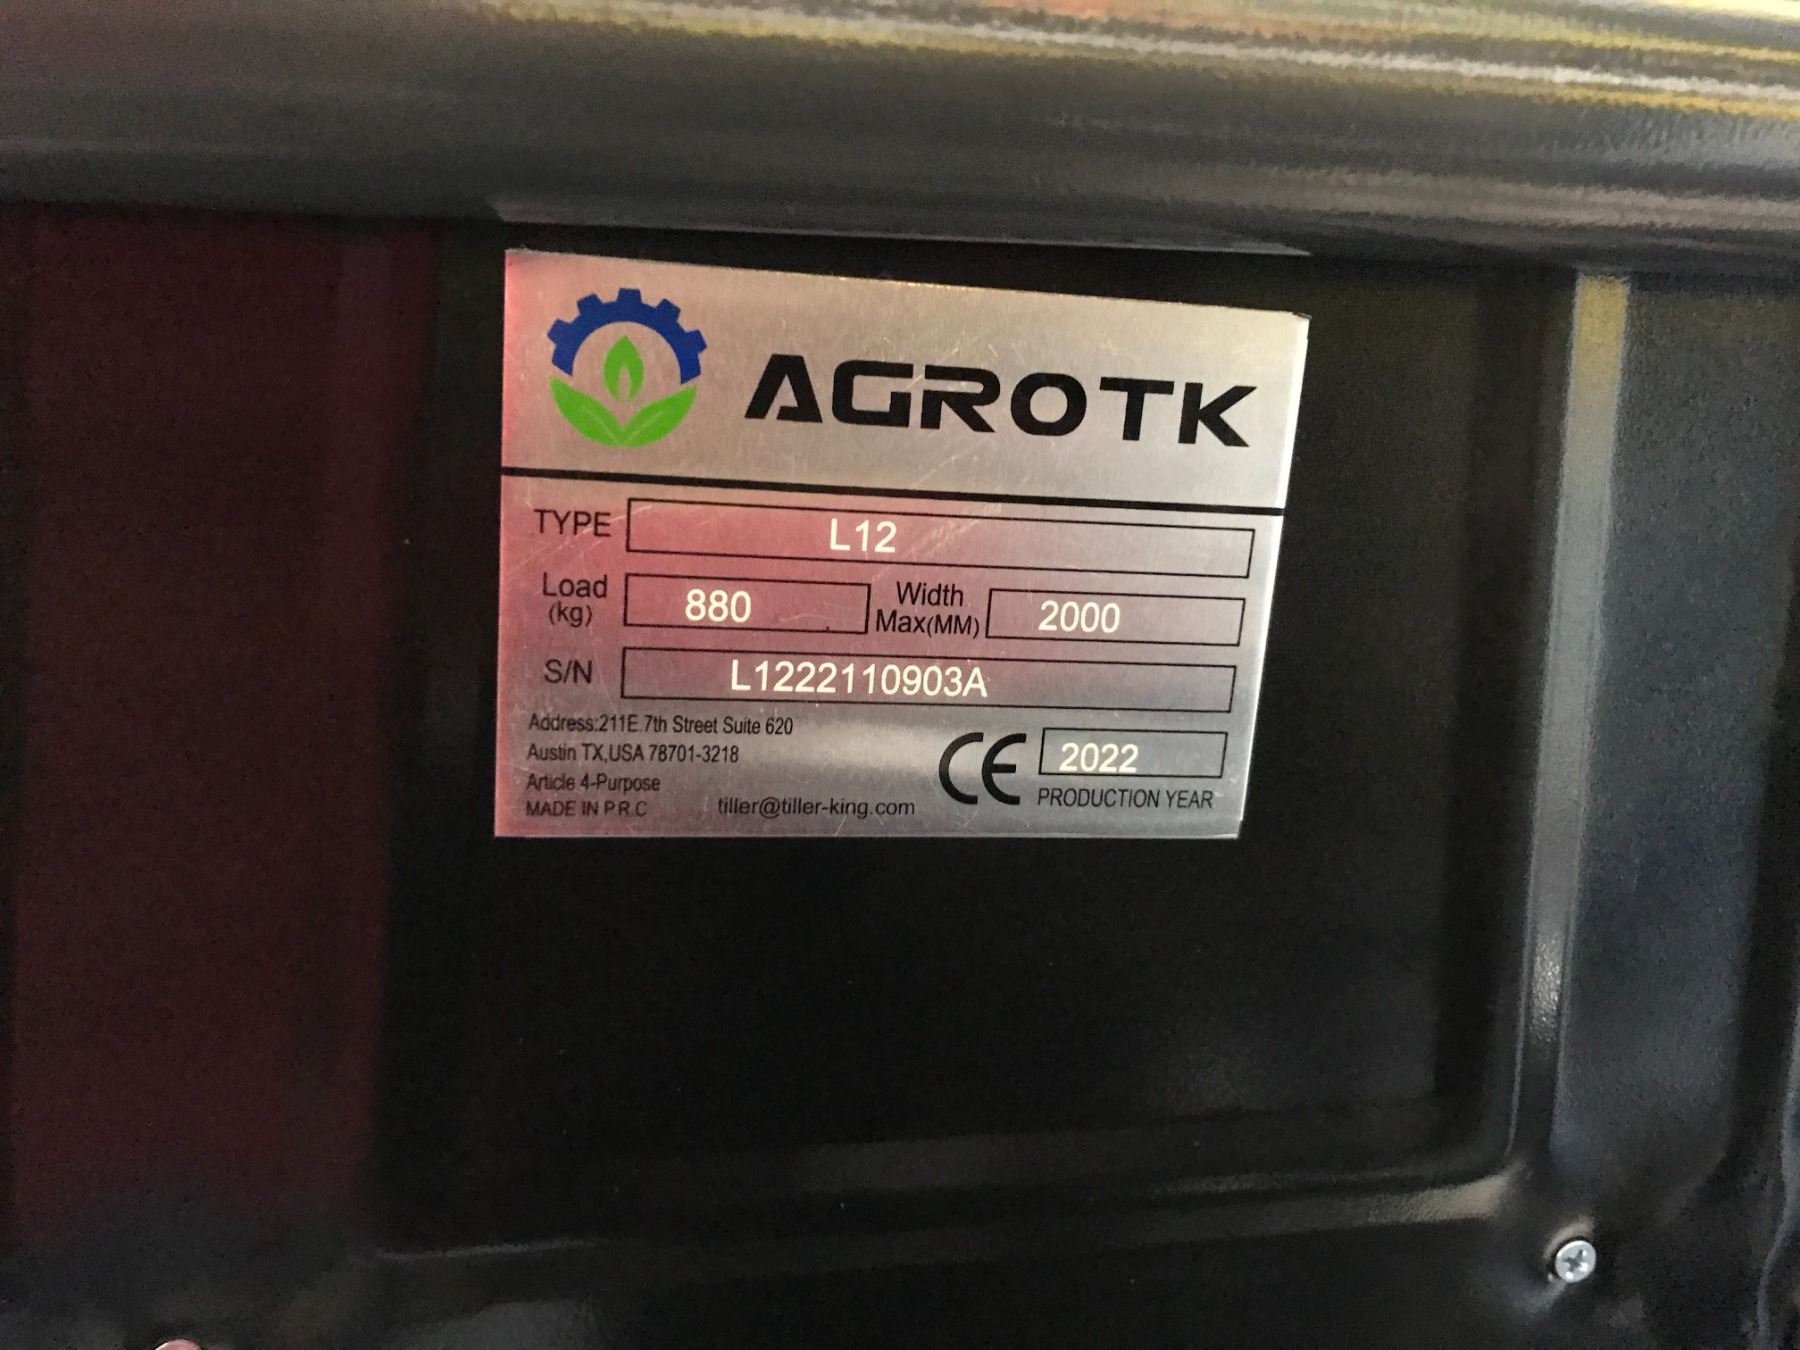 AGROTK
TYPE L12
Load (kg) 880 Width Max(MM) 2000
S/N L1222110903A
Address:211E.7th Street Suite 620
Austin TX,USA 78701-3218
Article 4-Purpose
MADE IN P.R.C
tiller@tiller-king.com
CE
2022
PRODUCTION YEAR